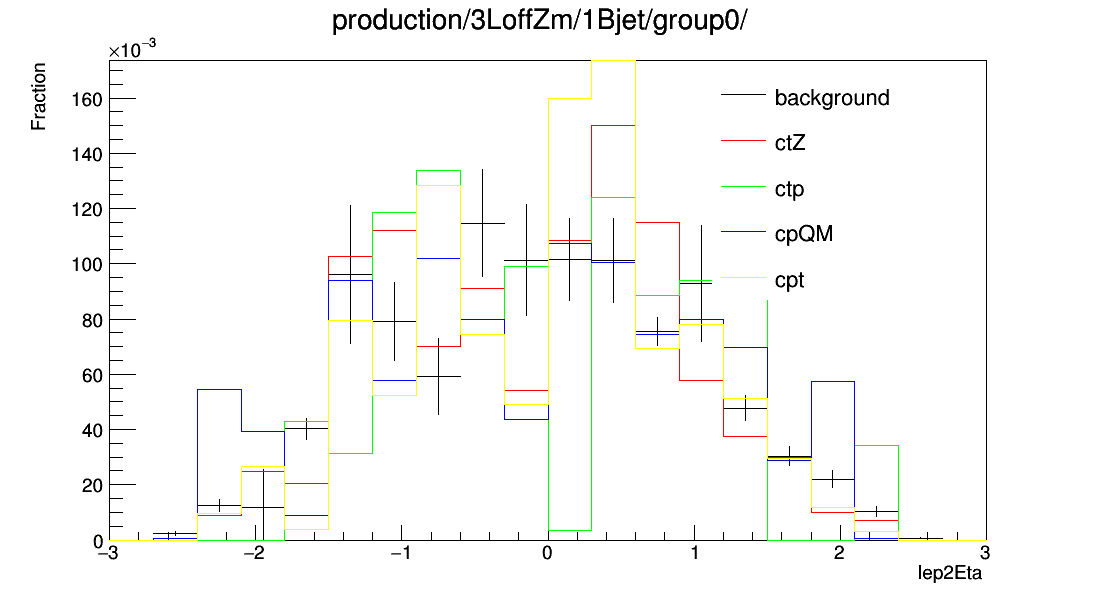 production/3LoffZm/1Bjet/group0/
×10⁻³
Fraction
160
140
120
100
80
60
40
20
0
background
ctZ
ctp
cpQM
cpt
−3 −2 −1 0 1 2 3
lep2Eta